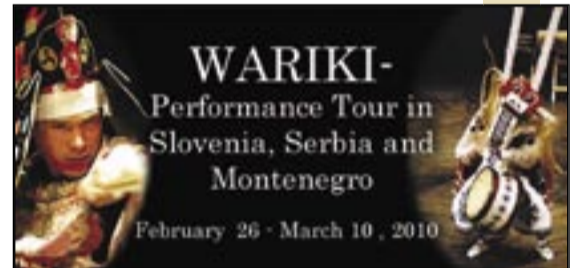 WARIKI-
Performance Tour in
Slovenia, Serbia and
Montenegro
February 26 - March 10 , 2010